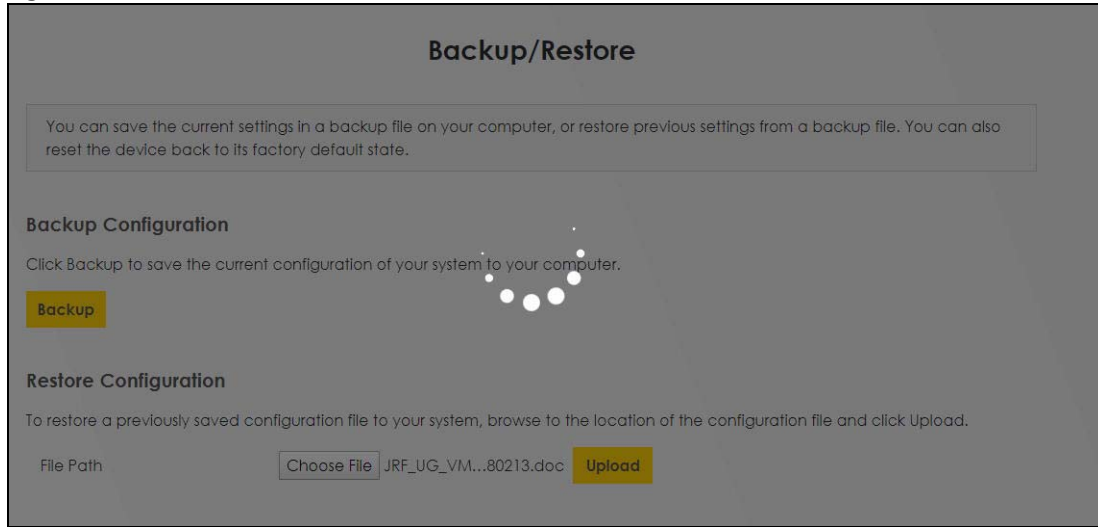 Backup/Restore
You can save the current settings in a backup file on your computer, or restore previous settings from a backup file. You can also
reset the device back to its factory default state.
Backup Configuration
Click Backup to save the current configuration of your system to your computer.
Backup
Restore Configuration
To restore a previously saved configuration file to your system, browse to the location of the configuration file and click Upload.
File Path Choose File JRF_UG_VM...80213.doc Upload